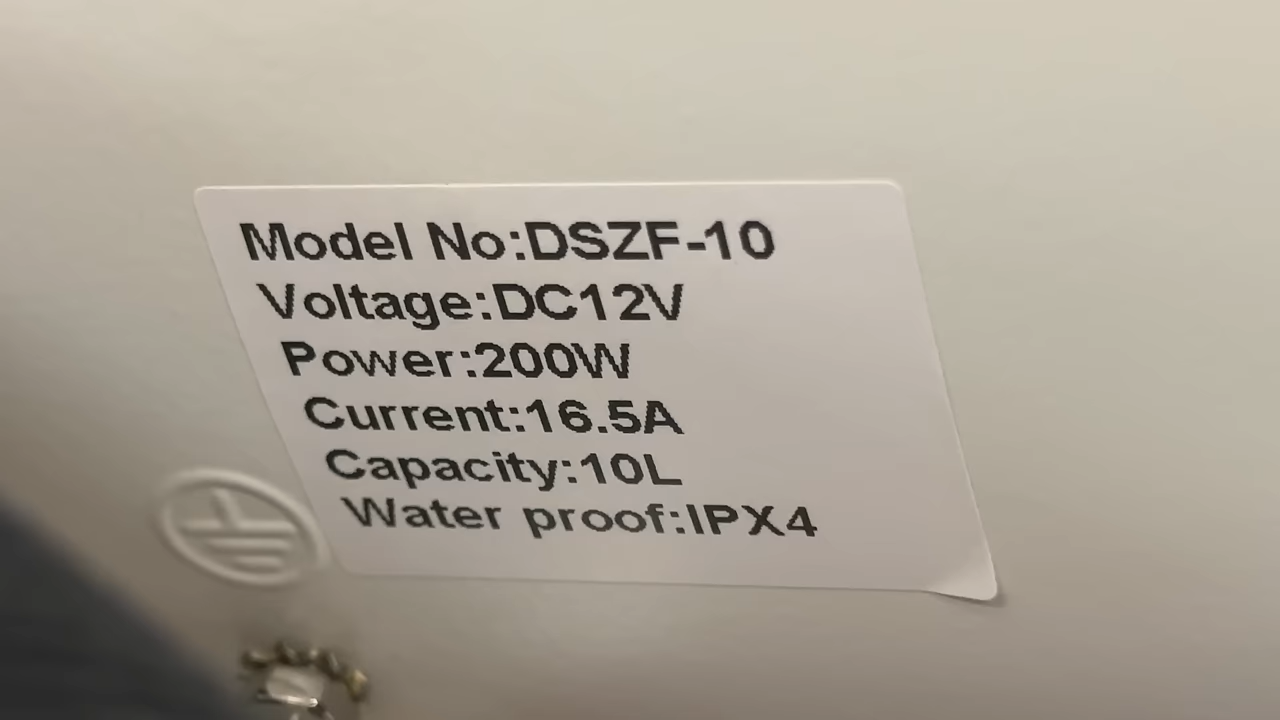 Model No:DSZF-10
Voltage:DC12V
Power:200W
Current:16.5A
Capacity:10L
Water proof:IPX4